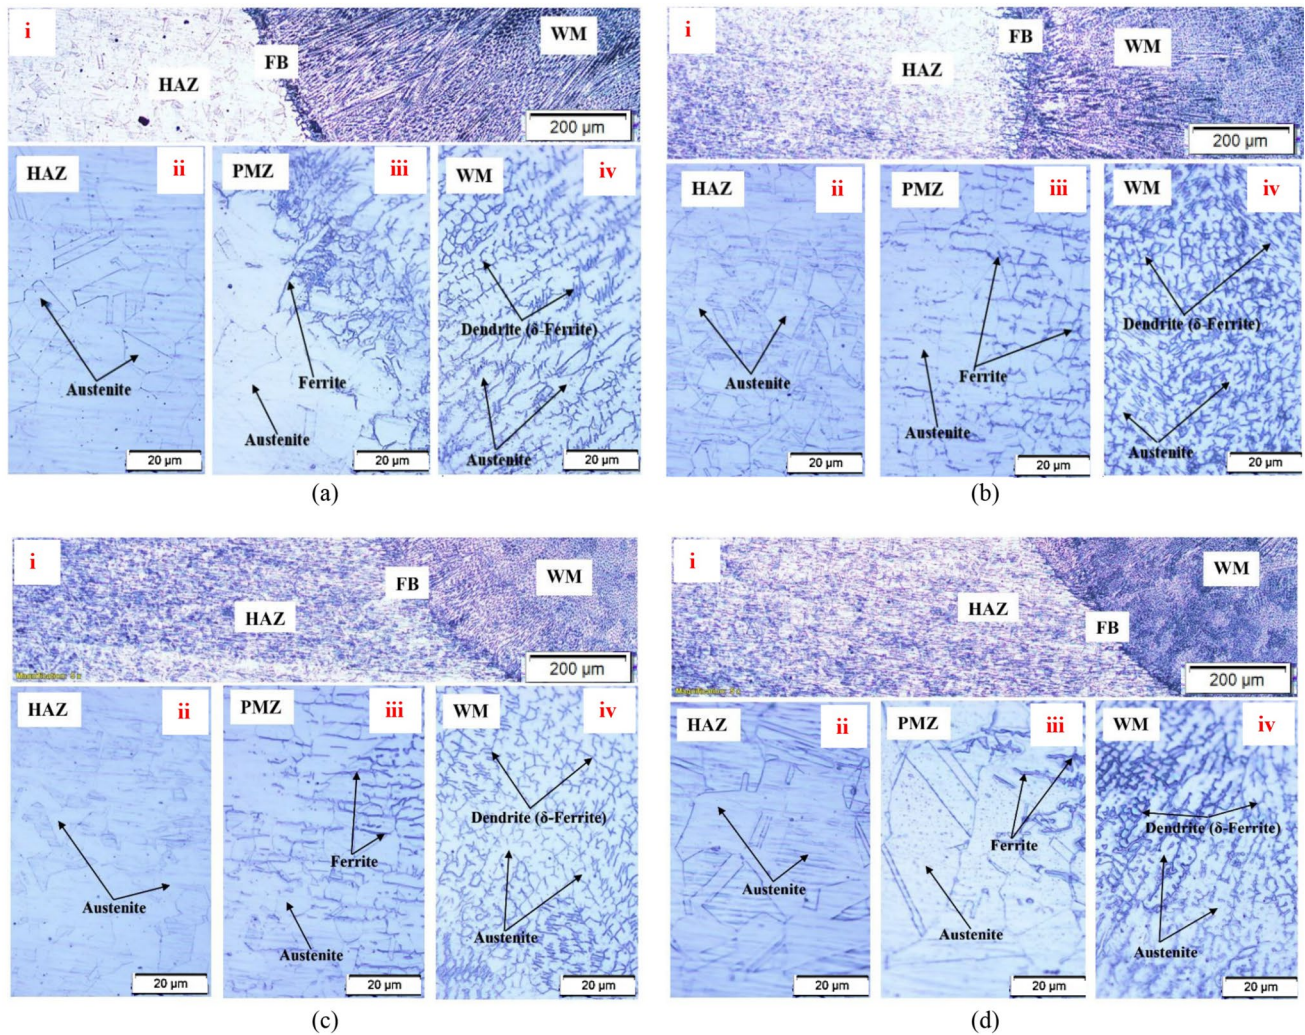 i
HAZ
FB
WM
200 µm
HAZ
ii
Austenite
20 µm
PMZ
iii
Ferrite
Austenite
20 µm
WM
iv
Dendrite (δ-Ferrite)
Austenite
20 µm
(a)
i
HAZ
FB
WM
200 µm
HAZ
ii
Austenite
20 µm
PMZ
iii
Ferrite
Austenite
20 µm
WM
iv
Dendrite (δ-Ferrite)
Austenite
20 µm
(b)
i
HAZ
FB
WM
200 µm
HAZ
ii
Austenite
20 µm
PMZ
iii
Ferrite
Austenite
20 µm
WM
iv
Dendrite (δ-Ferrite)
Austenite
20 µm
(c)
i
HAZ
FB
WM
200 µm
HAZ
ii
Austenite
20 µm
PMZ
iii
Ferrite
Austenite
20 µm
WM
iv
Dendrite (δ-Ferrite)
Austenite
20 µm
(d)